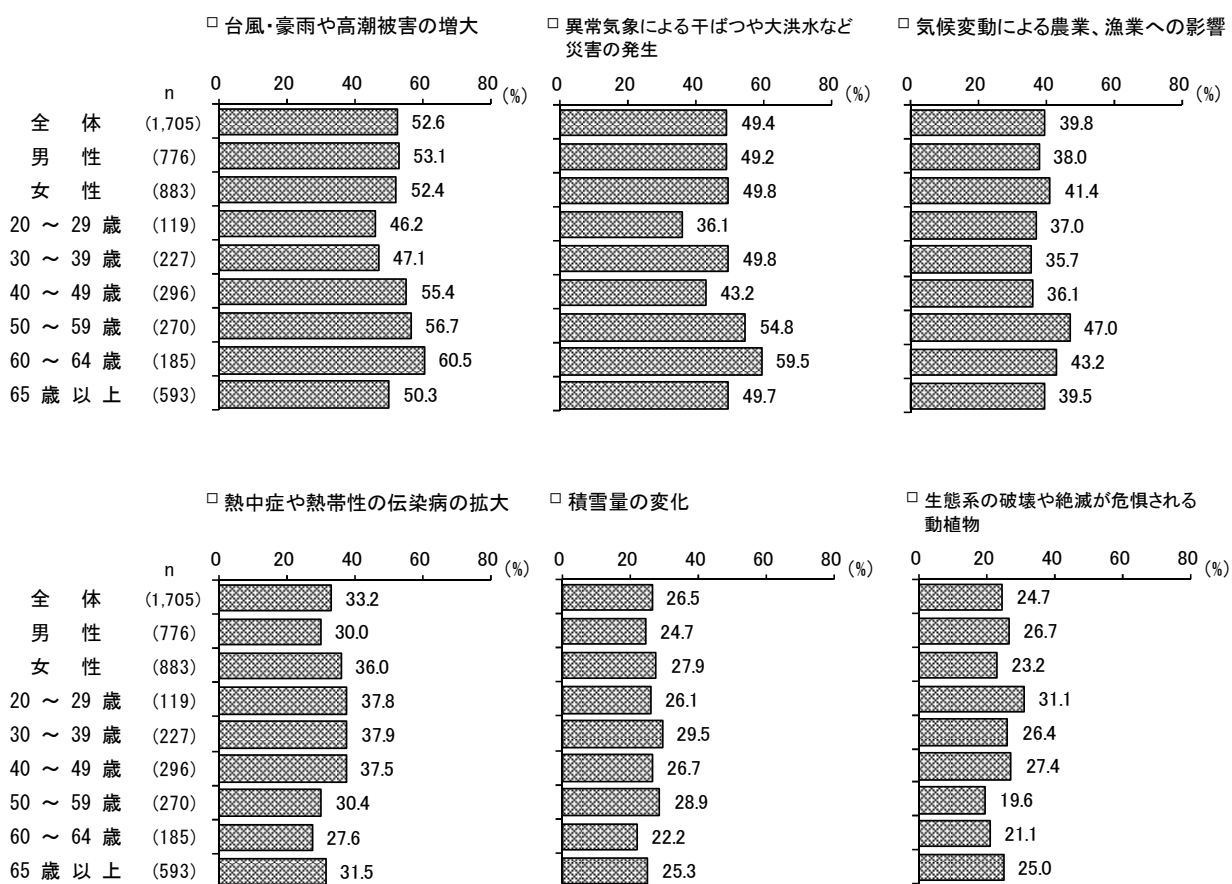 □ 台風・豪雨や高潮被害の増大
□ 異常気象による干ばつや大洪水など
災害の発生
□ 気候変動による農業、漁業への影響
n 0 20 40 60 80 (%) 0 20 40 60 80 (%) 0 20 40 60 80 (%)
全 体 (1,705) 52.6 49.4 39.8
男 性 (776) 53.1 49.2 38.0
女 性 (883) 52.4 49.8 41.4
20 ～ 29 歳 (119) 46.2 36.1 37.0
30 ～ 39 歳 (227) 47.1 49.8 35.7
40 ～ 49 歳 (296) 55.4 43.2 36.1
50 ～ 59 歳 (270) 56.7 54.8 47.0
60 ～ 64 歳 (185) 60.5 59.5 43.2
65 歳 以 上 (593) 50.3 49.7 39.5
□ 熱中症や熱帯性の伝染病の拡大
□ 積雪量の変化
□ 生態系の破壊や絶滅が危惧される
動植物
n 0 20 40 60 80 (%) 0 20 40 60 80 (%) 0 20 40 60 80 (%)
全 体 (1,705) 33.2 26.5 24.7
男 性 (776) 30.0 24.7 26.7
女 性 (883) 36.0 27.9 23.2
20 ～ 29 歳 (119) 37.8 26.1 31.1
30 ～ 39 歳 (227) 37.9 29.5 26.4
40 ～ 49 歳 (296) 37.5 26.7 27.4
50 ～ 59 歳 (270) 30.4 28.9 19.6
60 ～ 64 歳 (185) 27.6 22.2 21.1
65 歳 以 上 (593) 31.5 25.3 25.0